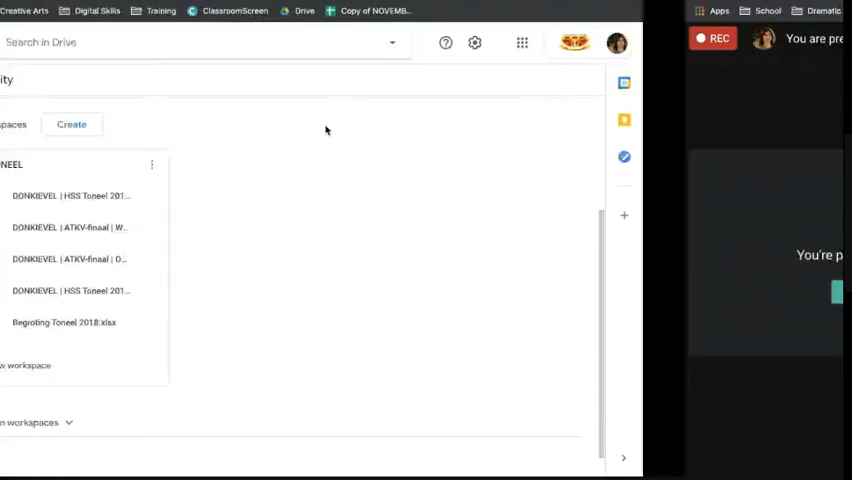 Creative Arts Digital Skills Training ClassroomScreen Drive Copy of NOVEMB...
Apps School Dramatic
Search in Drive
REC You are pre
ity
spaces Create
NEEL
DONKIEVEL | HSS Toneel 201...
DONKIEVEL | ATKV-finaal | W...
DONKIEVEL | ATKV-finaal | O...
DONKIEVEL | HSS Toneel 201...
Begroting Toneel 2018.xlsx
w workspace
n workspaces
You're p